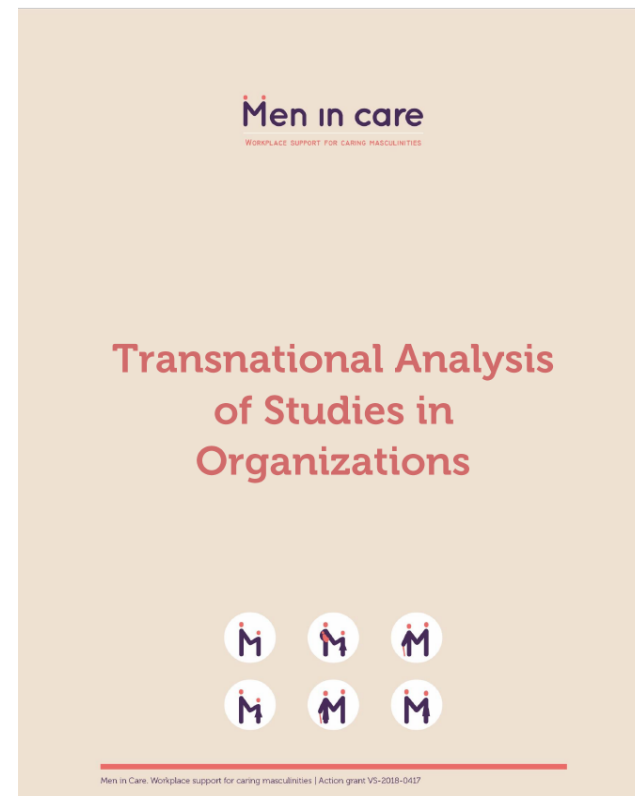 Men in care
WORKPLACE SUPPORT FOR CARING MASCULINITIES
Transnational Analysis
of Studies in
Organizations
Men in Care. Workplace support for caring masculinities | Action grant VS-2018-0417